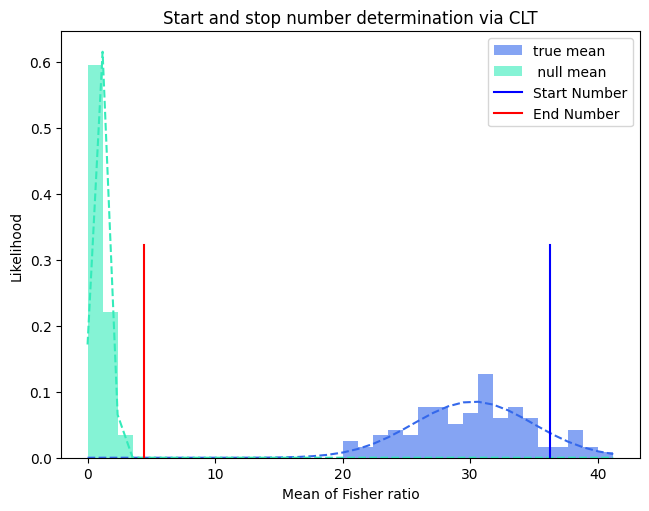 Start and stop number determination via CLT
true mean
null mean
Start Number
End Number
Likelihood
0.6
0.5
0.4
0.3
0.2
0.1
0.0
0 10 20 30 40
Mean of Fisher ratio